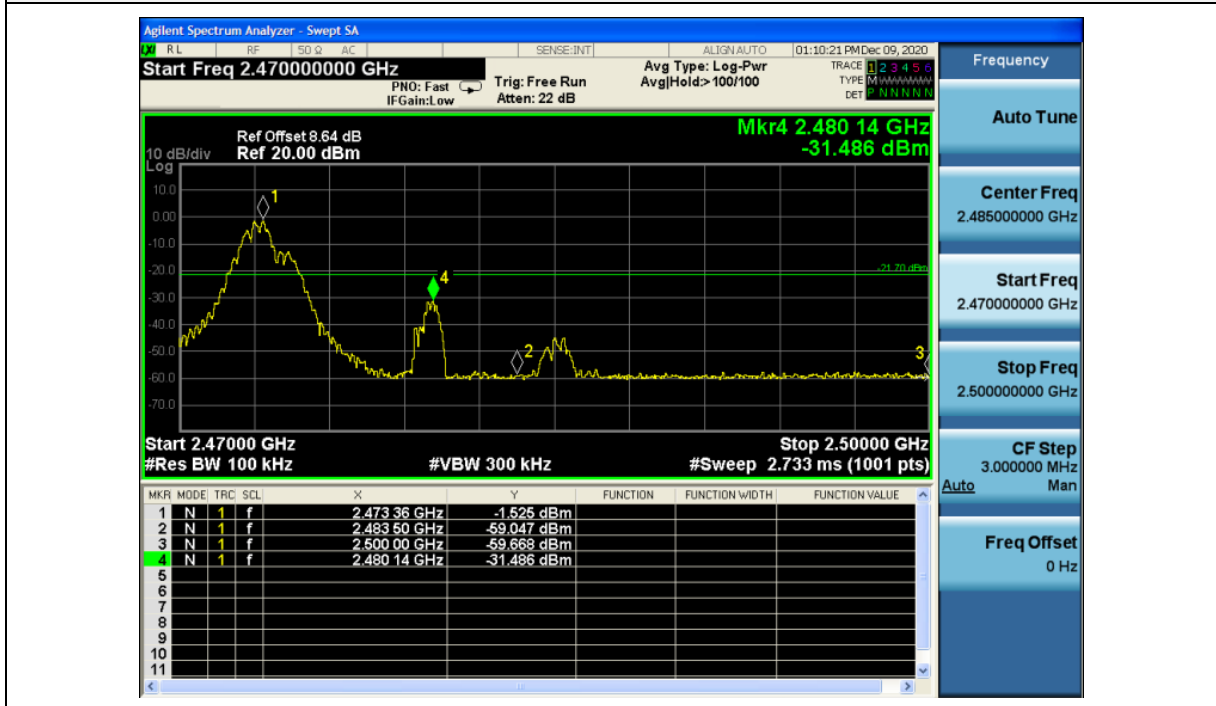 Agilent Spectrum Analyzer - Swept SA
LXI RL RF 50 Ω AC SENSE:INT ALIGN AUTO 01:10:21 PM Dec 09, 2020
Start Freq 2.470000000 GHz
PNO: Fast
IFGain:Low
Trig: Free Run
Atten: 22 dB
Avg Type: Log-Pwr
Avg|Hold:> 100/100
TRACE 1 2 3 4 5 6
TYPE M WWWWW
DET P N N N N N
Mkr4 2.480 14 GHz
-31.486 dBm
Ref Offset 8.64 dB
10 dB/div Ref 20.00 dBm
Log
10.0
0.00
-10.0
-20.0
-30.0
-40.0
-50.0
-60.0
-70.0
1
4
2
3
-21.70 dBm
Start 2.47000 GHz Stop 2.50000 GHz
#Res BW 100 kHz #VBW 300 kHz #Sweep 2.733 ms (1001 pts)
MKR MODE TRC SCL X Y FUNCTION FUNCTION WIDTH FUNCTION VALUE
1 N 1 f 2.473 36 GHz -1.525 dBm
2 N 1 f 2.483 50 GHz -59.047 dBm
3 N 1 f 2.500 00 GHz -59.668 dBm
4 N 1 f 2.480 14 GHz -31.486 dBm
5
6
7
8
9
10
11
Frequency
Auto Tune
Center Freq
2.485000000 GHz
Start Freq
2.470000000 GHz
Stop Freq
2.500000000 GHz
CF Step
3.000000 MHz
Auto Man
Freq Offset
0 Hz